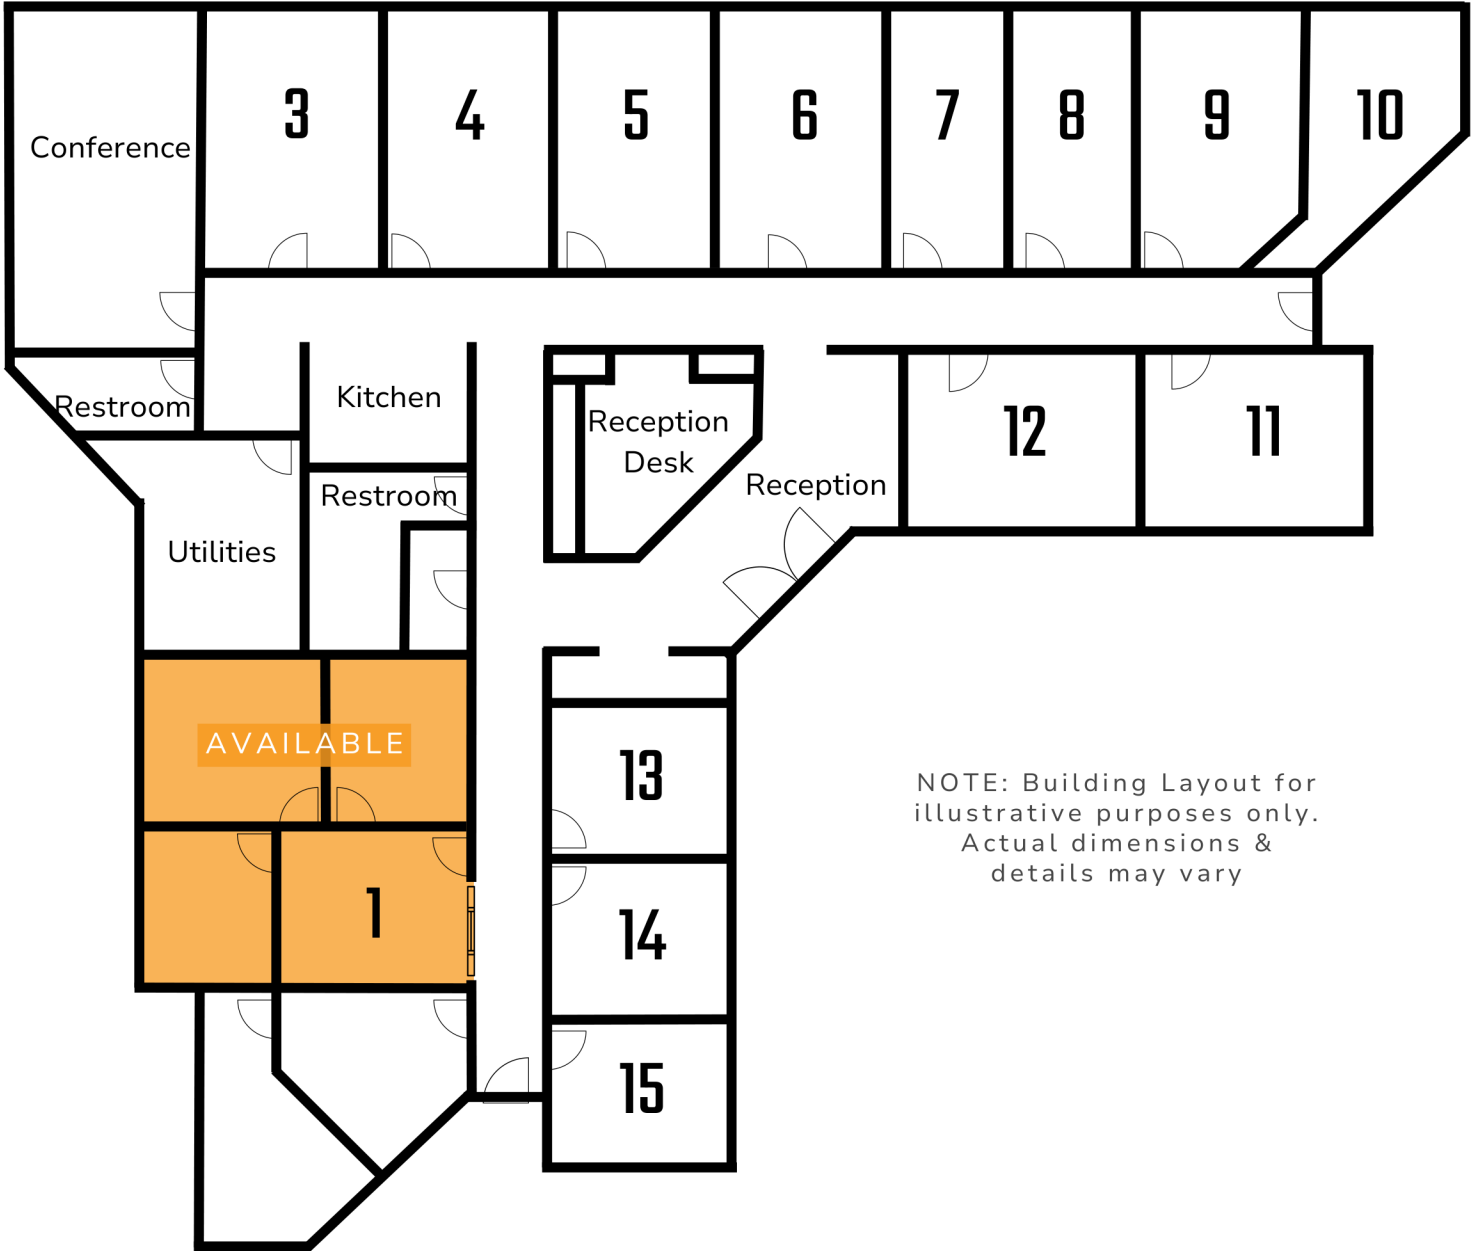 3
4
5
6
7
8
9
10
Conference
Kitchen
Restroom
Reception
Desk
12
11
Reception
Restroom
Utilities
AVAILABLE
13
NOTE: Building Layout for
illustrative purposes only.
Actual dimensions &
details may vary
1
14
15